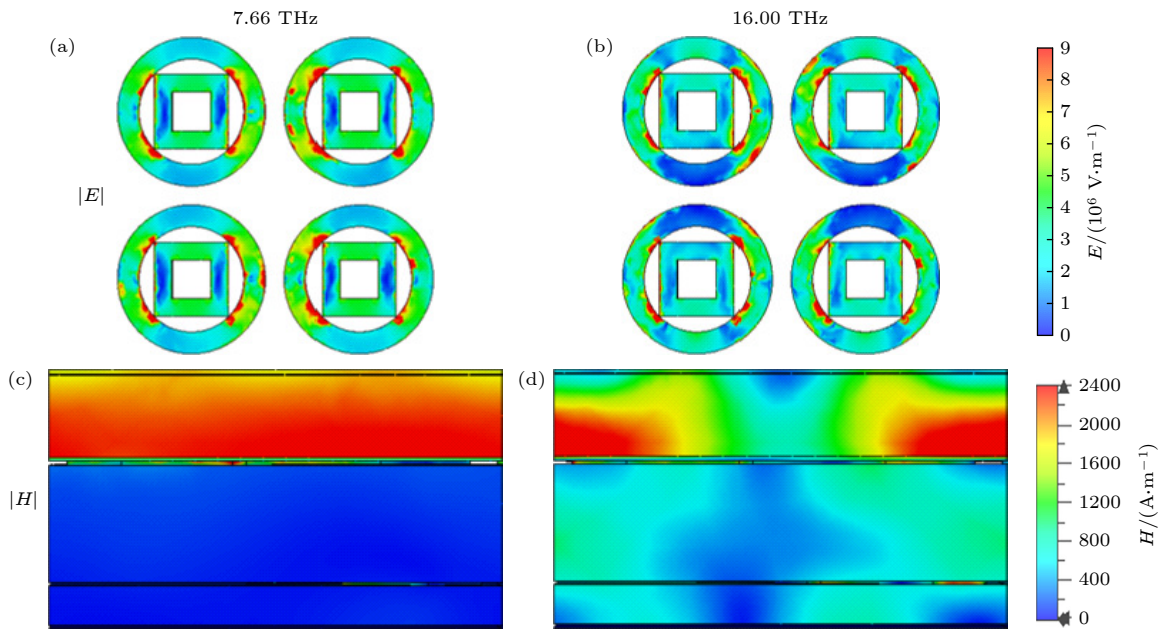 7.66 THz
16.00 THz
(a)
(b)
|E|
9
8
7
6
5
4
3
2
1
0
E/(10⁶ V·m⁻¹)
(c)
(d)
|H|
2400
2000
1600
1200
800
400
0
H/(A·m⁻¹)